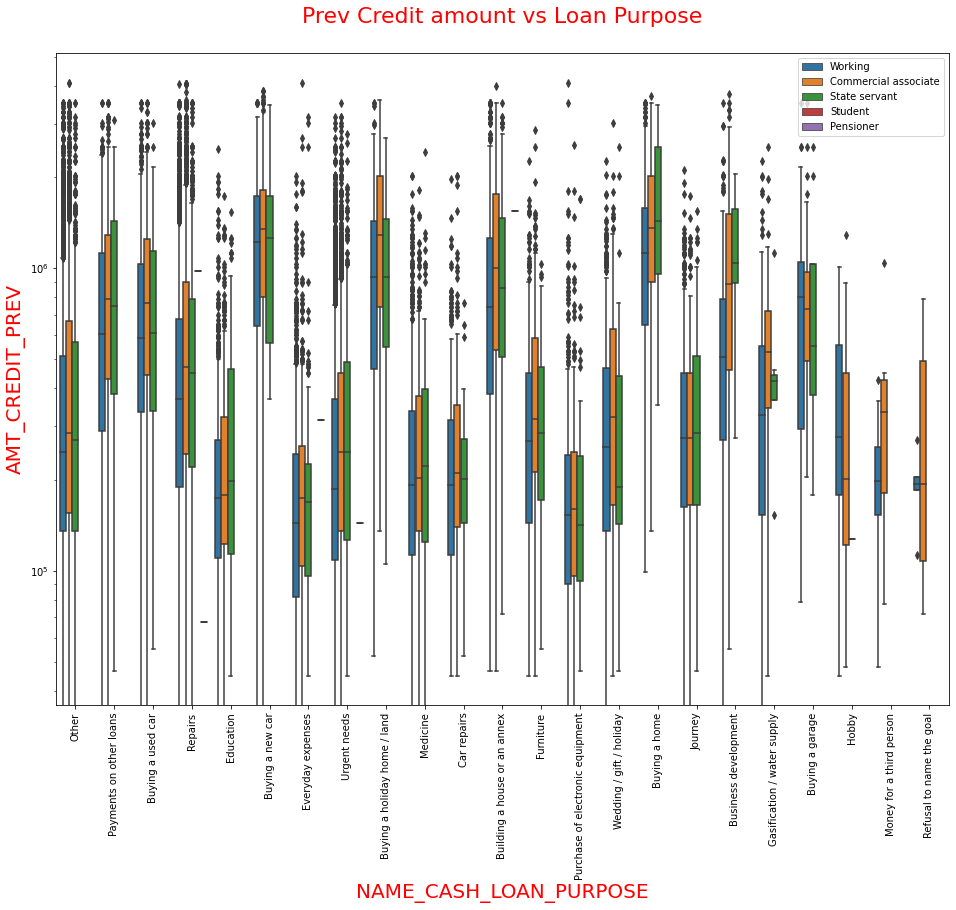 Prev Credit amount vs Loan Purpose
Working
Commercial associate
State servant
Student
Pensioner
AMT_CREDIT_PREV
10^6
10^5
Other
Payments on other loans
Buying a used car
Repairs
Education
Buying a new car
Everyday expenses
Urgent needs
Buying a holiday home / land
Medicine
Car repairs
Building a house or an annex
Furniture
Purchase of electronic equipment
Wedding / gift / holiday
Buying a home
Journey
Business development
Gasification / water supply
Buying a garage
Hobby
Money for a third person
Refusal to name the goal
NAME_CASH_LOAN_PURPOSE